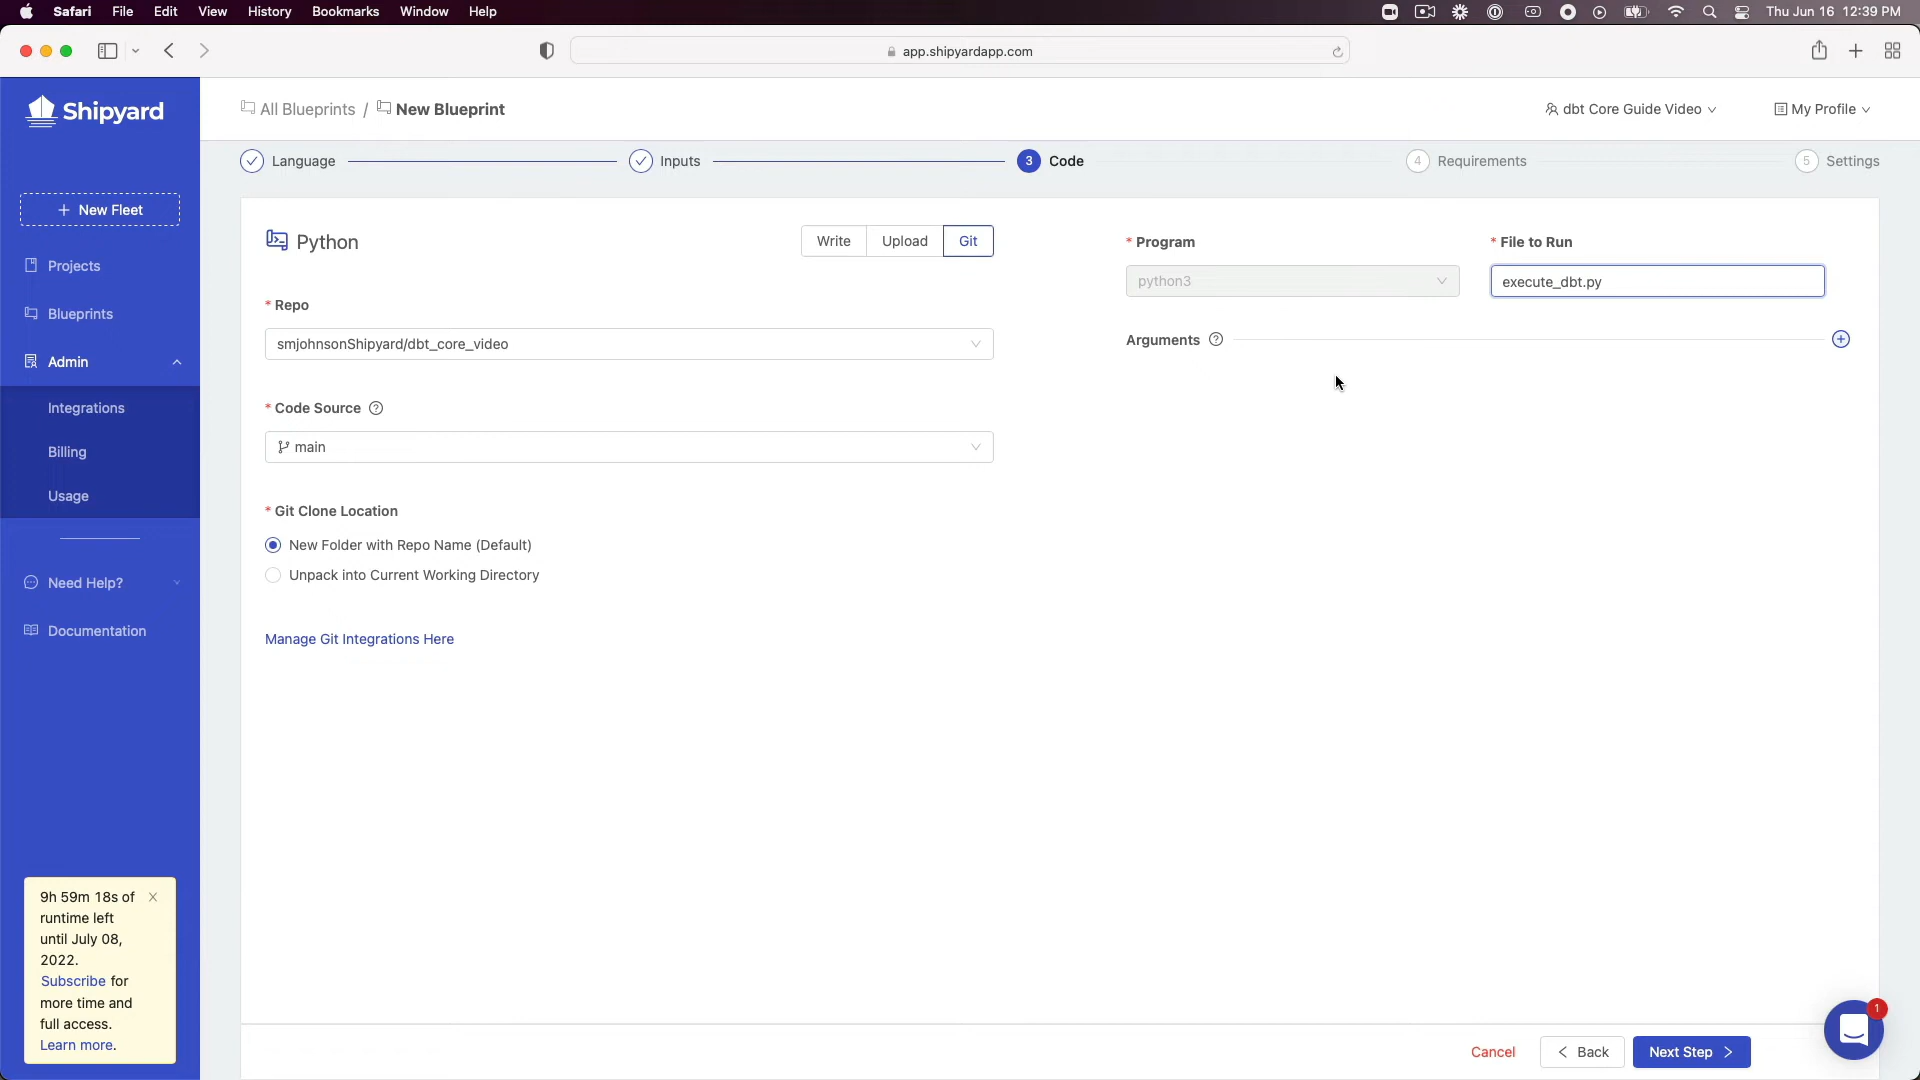 Safari File Edit View History Bookmarks Window Help
Thu Jun 16 12:39 PM
app.shipyardapp.com
Shipyard
All Blueprints / New Blueprint
dbt Core Guide Video
My Profile
Language
Inputs
3 Code
4 Requirements
5 Settings
+ New Fleet
Projects
Blueprints
Admin
Integrations
Billing
Usage
Need Help?
Documentation
Python
Write Upload Git
* Repo
smjohnsonShipyard/dbt_core_video
* Code Source ?
main
* Git Clone Location
New Folder with Repo Name (Default)
Unpack into Current Working Directory
Manage Git Integrations Here
* Program
python3
* File to Run
execute_dbt.py
Arguments ?
9h 59m 18s of
runtime left
until July 08,
2022.
Subscribe for
more time and
full access.
Learn more.
Cancel
< Back
Next Step >
1